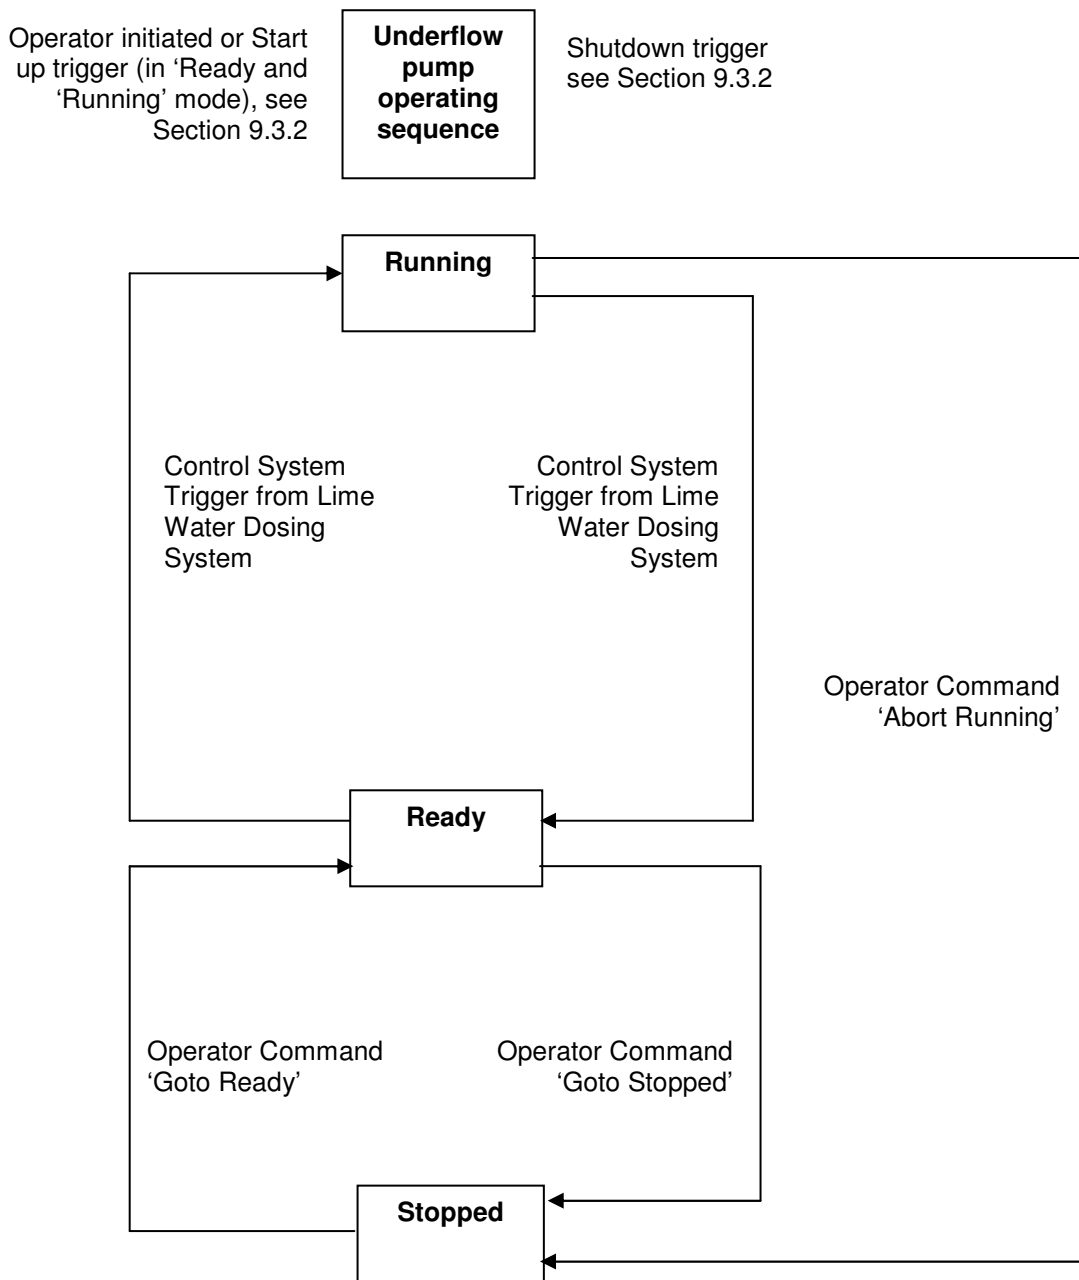 Operator initiated or Start
up trigger (in ‘Ready and
‘Running’ mode), see
Section 9.3.2
Underflow
pump
operating
sequence
Shutdown trigger
see Section 9.3.2
Running
Control System
Trigger from Lime
Water Dosing
System
Control System
Trigger from Lime
Water Dosing
System
Operator Command
‘Abort Running’
Ready
Operator Command
‘Goto Ready’
Operator Command
‘Goto Stopped’
Stopped